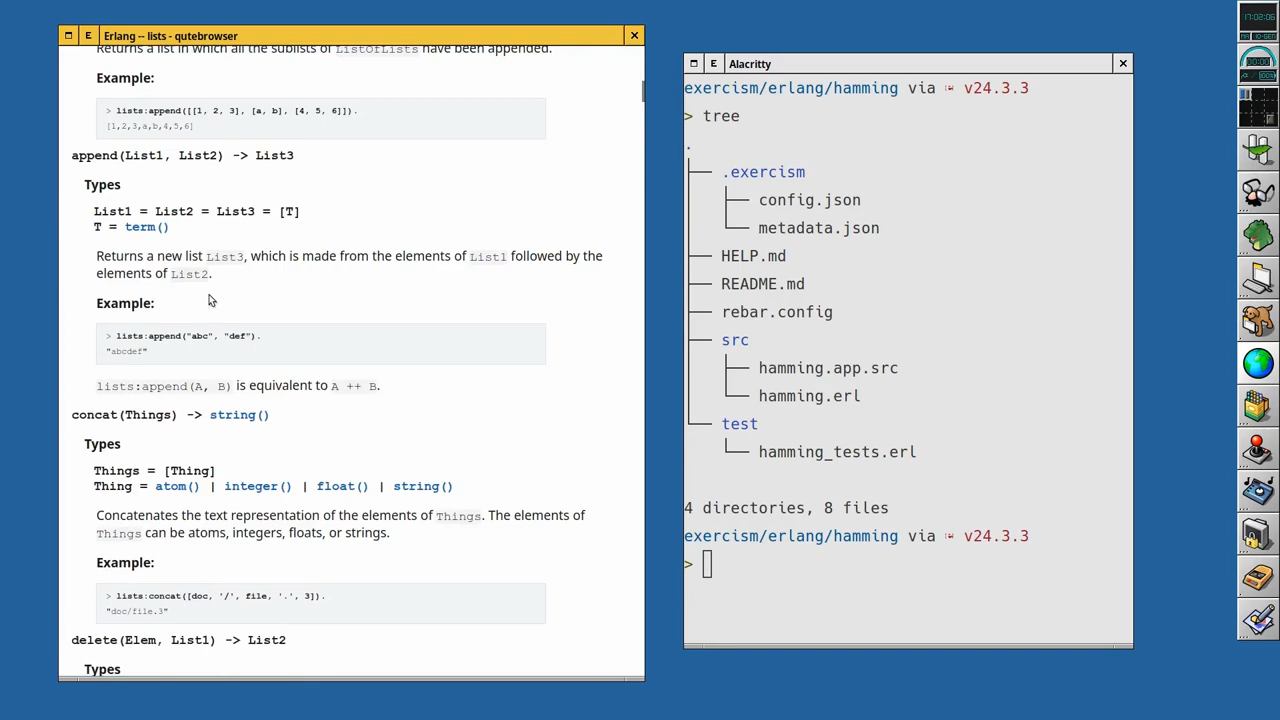 Erlang -- lists - qutebrowser
Returns a list in which all the sublists of ListOfLists have been appended.
Example:
> lists:append([[1, 2, 3], [a, b], [4, 5, 6]]).
[1,2,3,a,b,4,5,6]
append(List1, List2) -> List3
Types
List1 = List2 = List3 = [T]
T = term()
Returns a new list List3, which is made from the elements of List1 followed by the
elements of List2.
Example:
> lists:append("abc", "def").
"abcdef"
lists:append(A, B) is equivalent to A ++ B.
concat(Things) -> string()
Types
Things = [Thing]
Thing = atom() | integer() | float() | string()
Concatenates the text representation of the elements of Things. The elements of
Things can be atoms, integers, floats, or strings.
Example:
> lists:concat([doc, '/', file, '.', 3]).
"doc/file.3"
delete(Elem, List1) -> List2
Types
E
E
Alacritty
exercism/erlang/hamming via v24.3.3
> tree
.
├── .exercism
│   ├── config.json
│   └── metadata.json
├── HELP.md
├── README.md
├── rebar.config
├── src
│   ├── hamming.app.src
│   └── hamming.erl
└── test
    └── hamming_tests.erl
4 directories, 8 files
exercism/erlang/hamming via v24.3.3
>
17:02:06